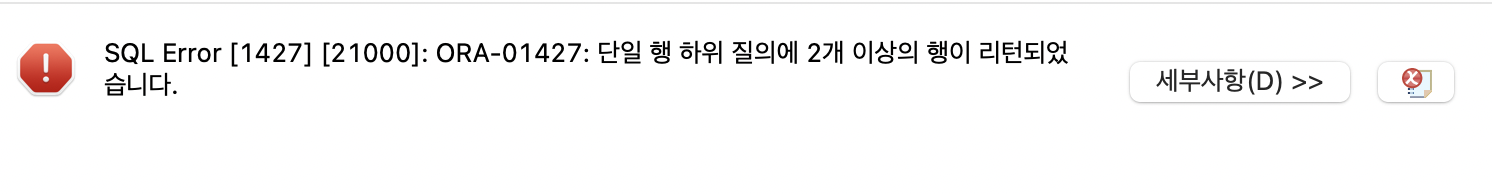 SQL Error [1427] [21000]: ORA-01427: 단일 행 하위 질의에 2개 이상의 행이 리턴되었
습니다.
세부사항(D) >>